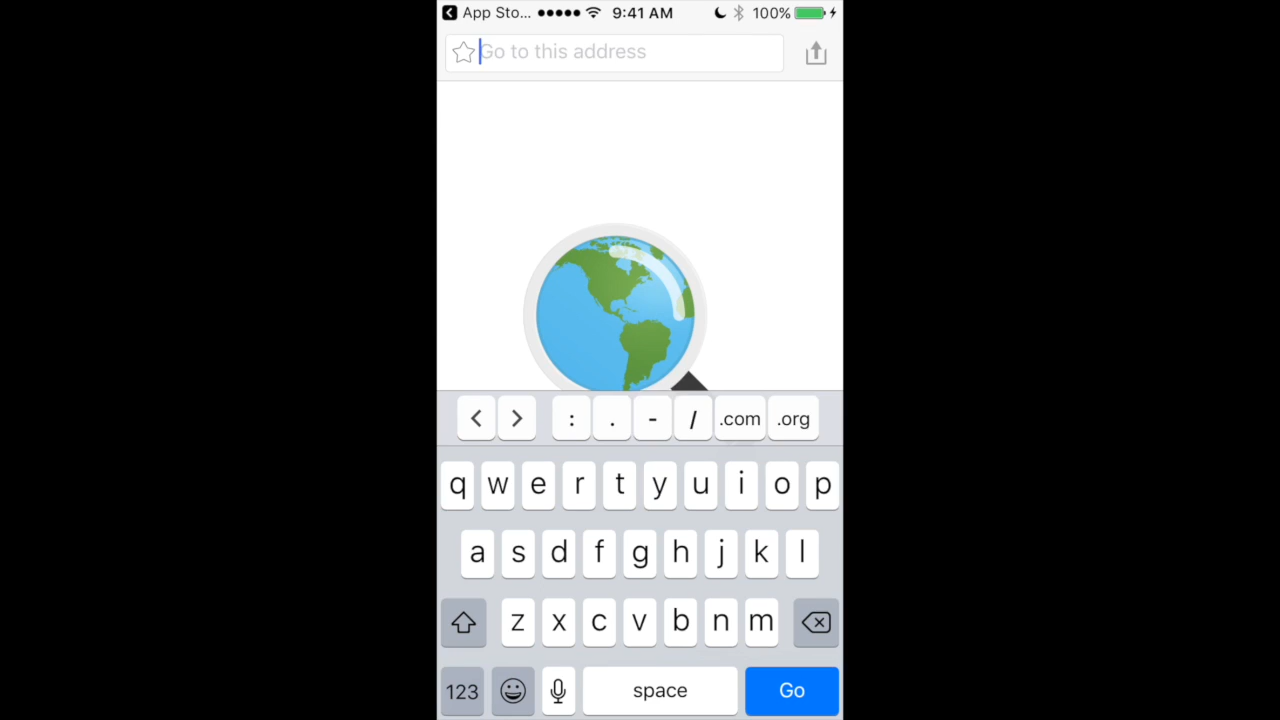 App Sto... 9:41 AM 100%
Go to this address
: . - / .com .org
q w e r t y u i o p
a s d f g h j k l
z x c v b n m
123 space Go